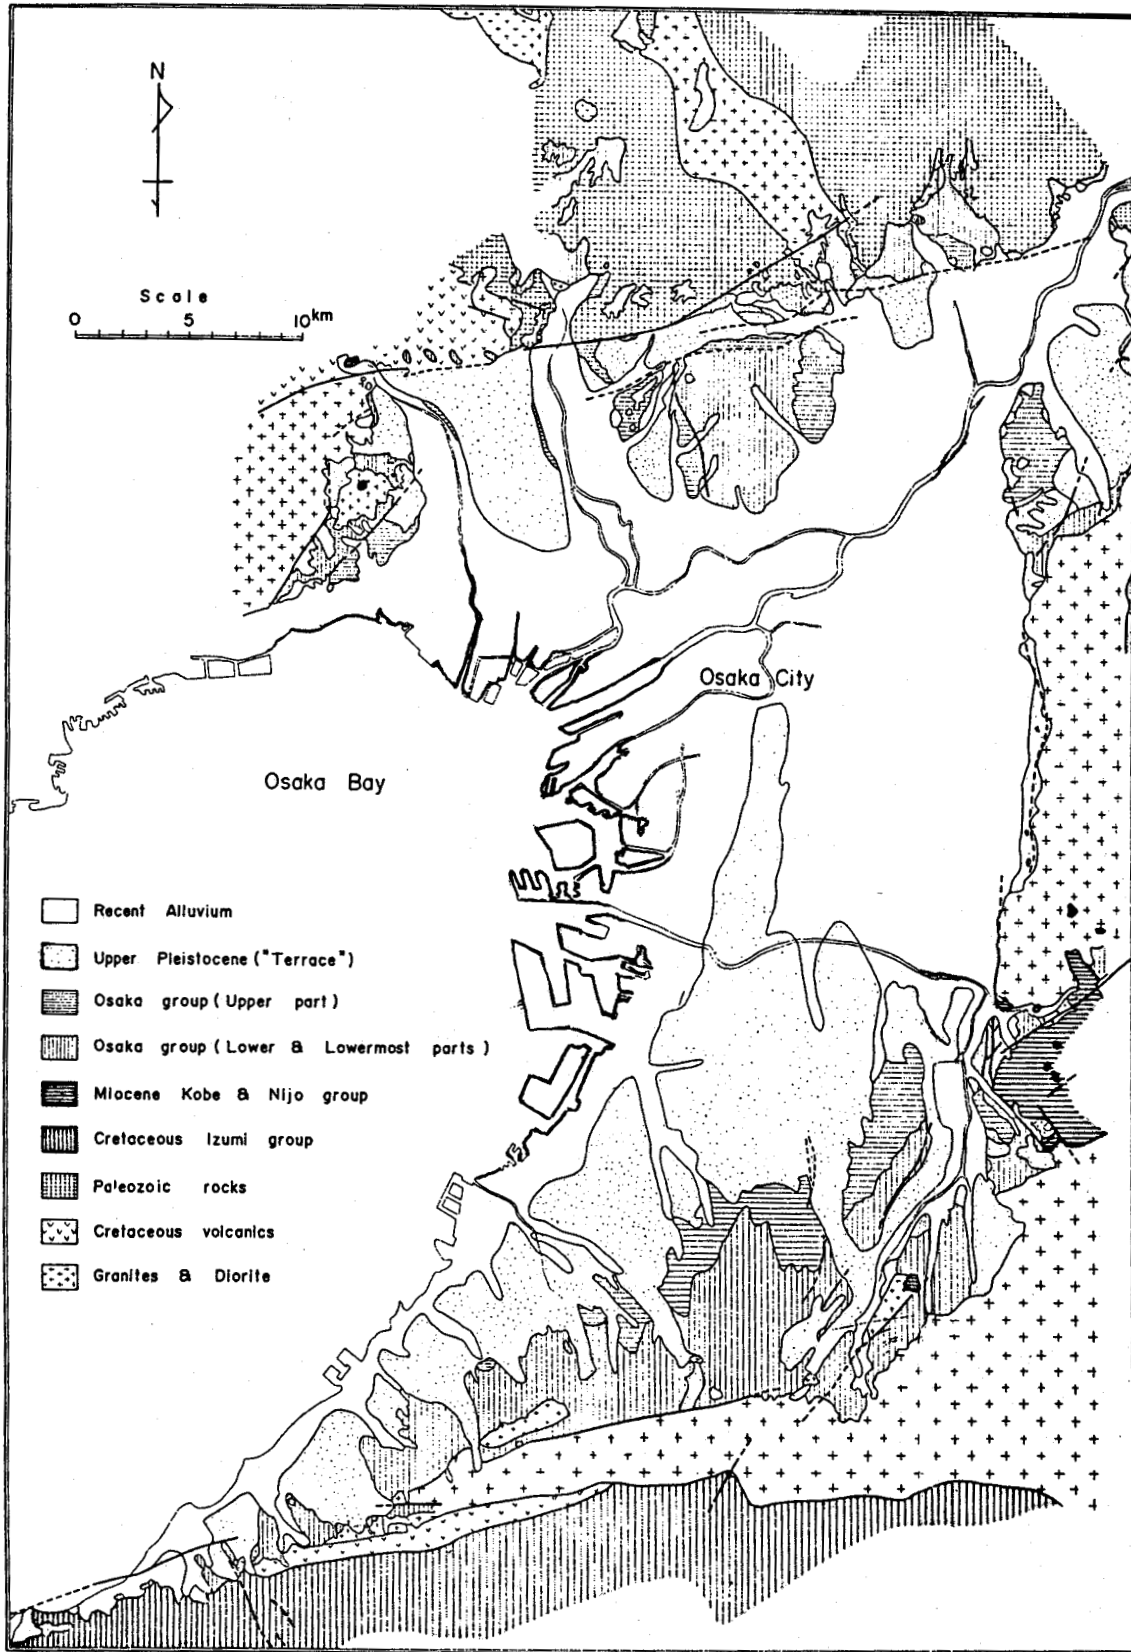 N
Scale
0 5 10km
Osaka City
Osaka Bay
Recent Alluvium
Upper Pleistocene ("Terrace")
Osaka group (Upper part)
Osaka group (Lower & Lowermost parts)
Miocene Kobe & Nijo group
Cretaceous Izumi group
Paleozoic rocks
Cretaceous volcanics
Granites & Diorite